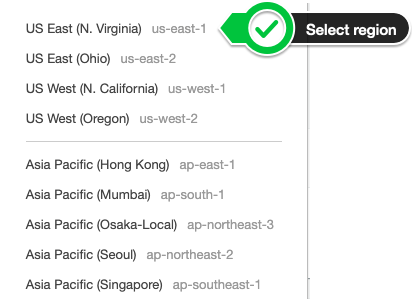 US East (N. Virginia) us-east-1
Select region
US East (Ohio) us-east-2
US West (N. California) us-west-1
US West (Oregon) us-west-2
Asia Pacific (Hong Kong) ap-east-1
Asia Pacific (Mumbai) ap-south-1
Asia Pacific (Osaka-Local) ap-northeast-3
Asia Pacific (Seoul) ap-northeast-2
Asia Pacific (Singapore) ap-southeast-1